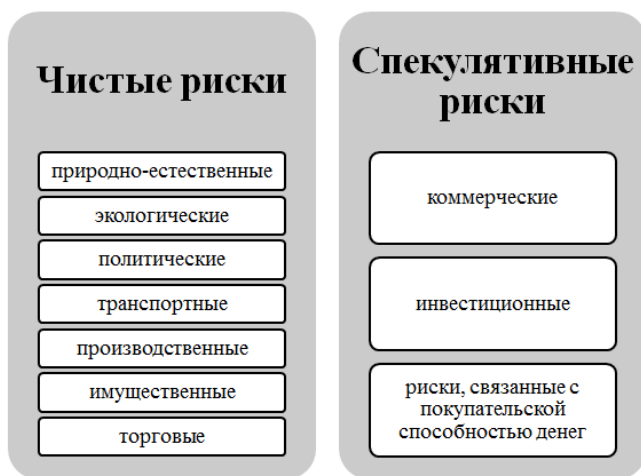 Чистые риски
природно-естественные
экологические
политические
транспортные
производственные
имущественные
торговые
Спекулятивные
риски
коммерческие
инвестиционные
риски, связанные с
покупательской
способностью денег